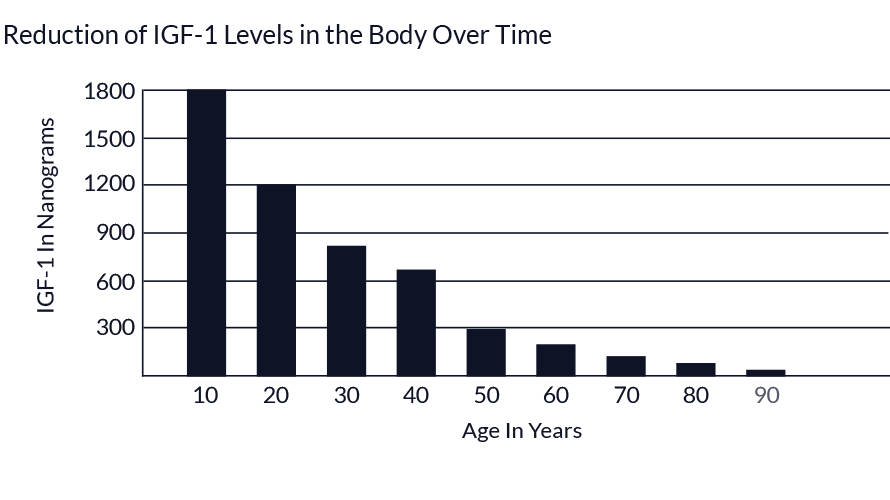 Reduction of IGF-1 Levels in the Body Over Time
1800
1500
1200
900
600
300
IGF-1 In Nanograms
10 20 30 40 50 60 70 80 90
Age In Years